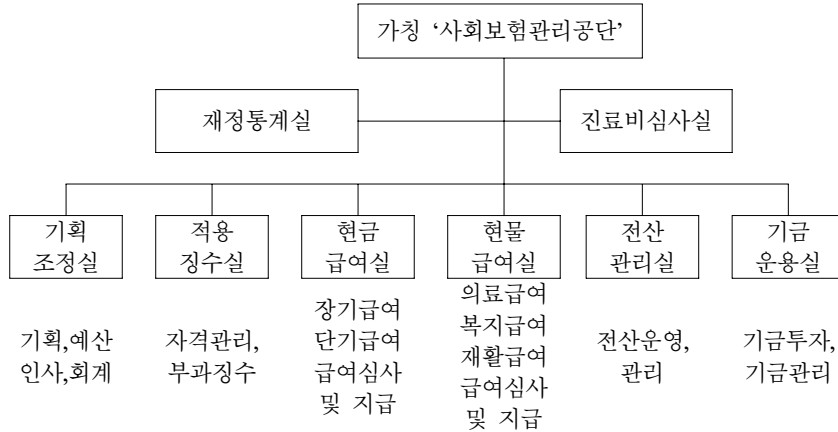 가칭 ‘사회보험관리공단’
재정통계실
진료비심사실
기획
조정실
적용
징수실
현금
급여실
현물
급여실
전산
관리실
기금
운용실
기획,예산
인사,회계
자격관리,
부과징수
장기급여
단기급여
급여심사
및 지급
의료급여
복지급여
재활급여
급여심사
및 지급
전산운영,
관리
기금투자,
기금관리